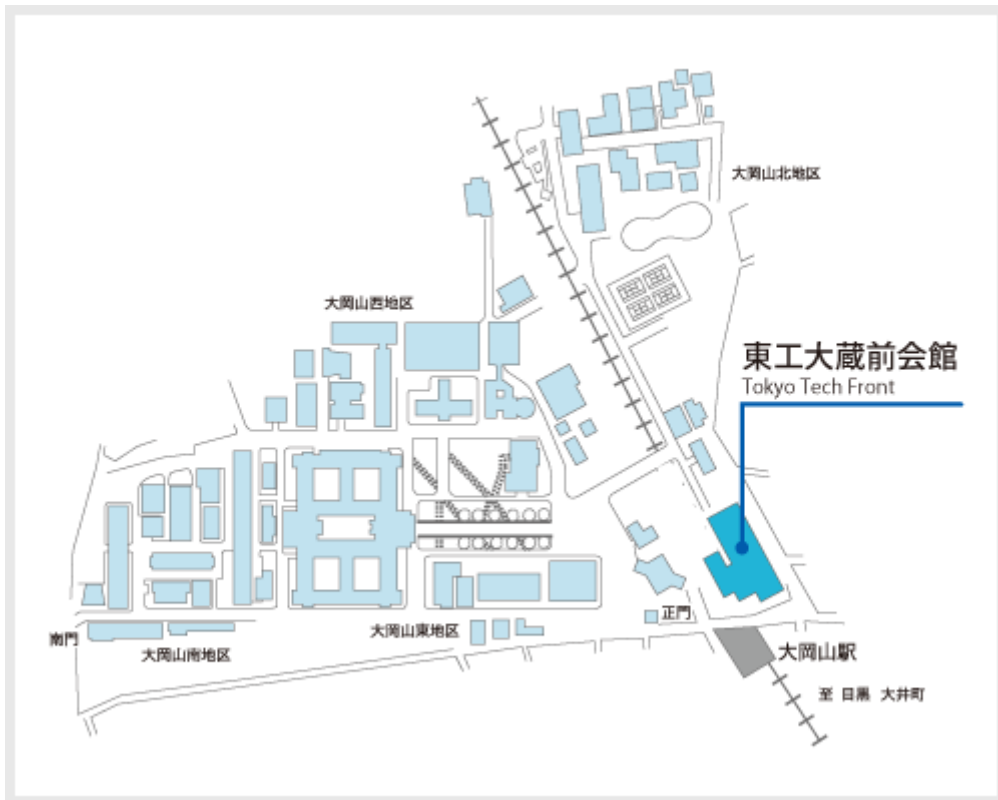 大岡山北地区
大岡山西地区
東工大蔵前会館
Tokyo Tech Front
正門
南門
大岡山東地区
大岡山南地区
大岡山駅
至 目黒 大井町